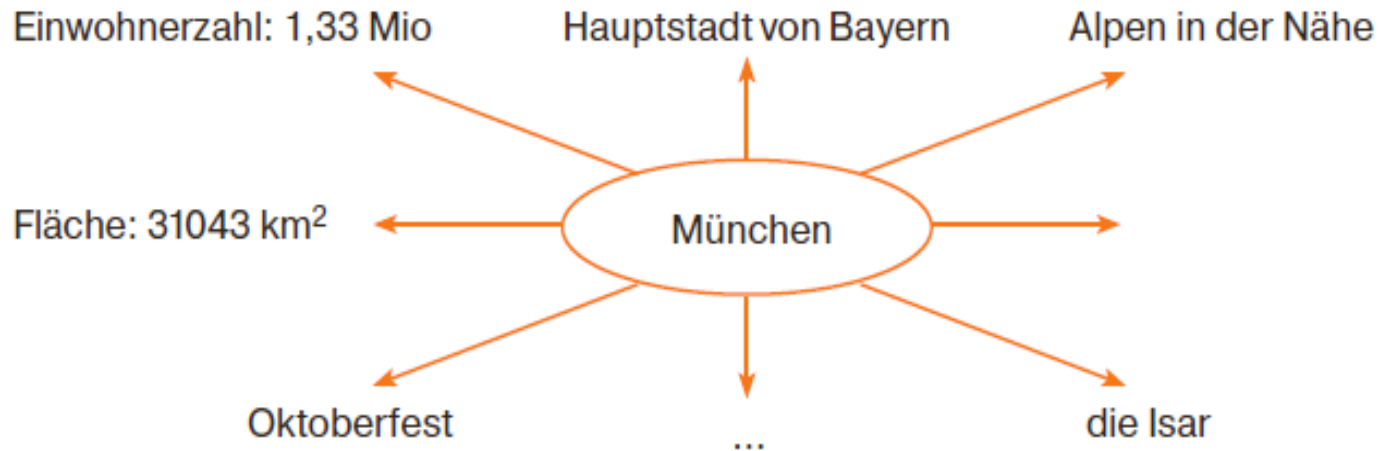 Einwohnerzahl: 1,33 Mio
Hauptstadt von Bayern
Alpen in der Nähe
Fläche: 31043 km²
München
Oktoberfest
...
die Isar